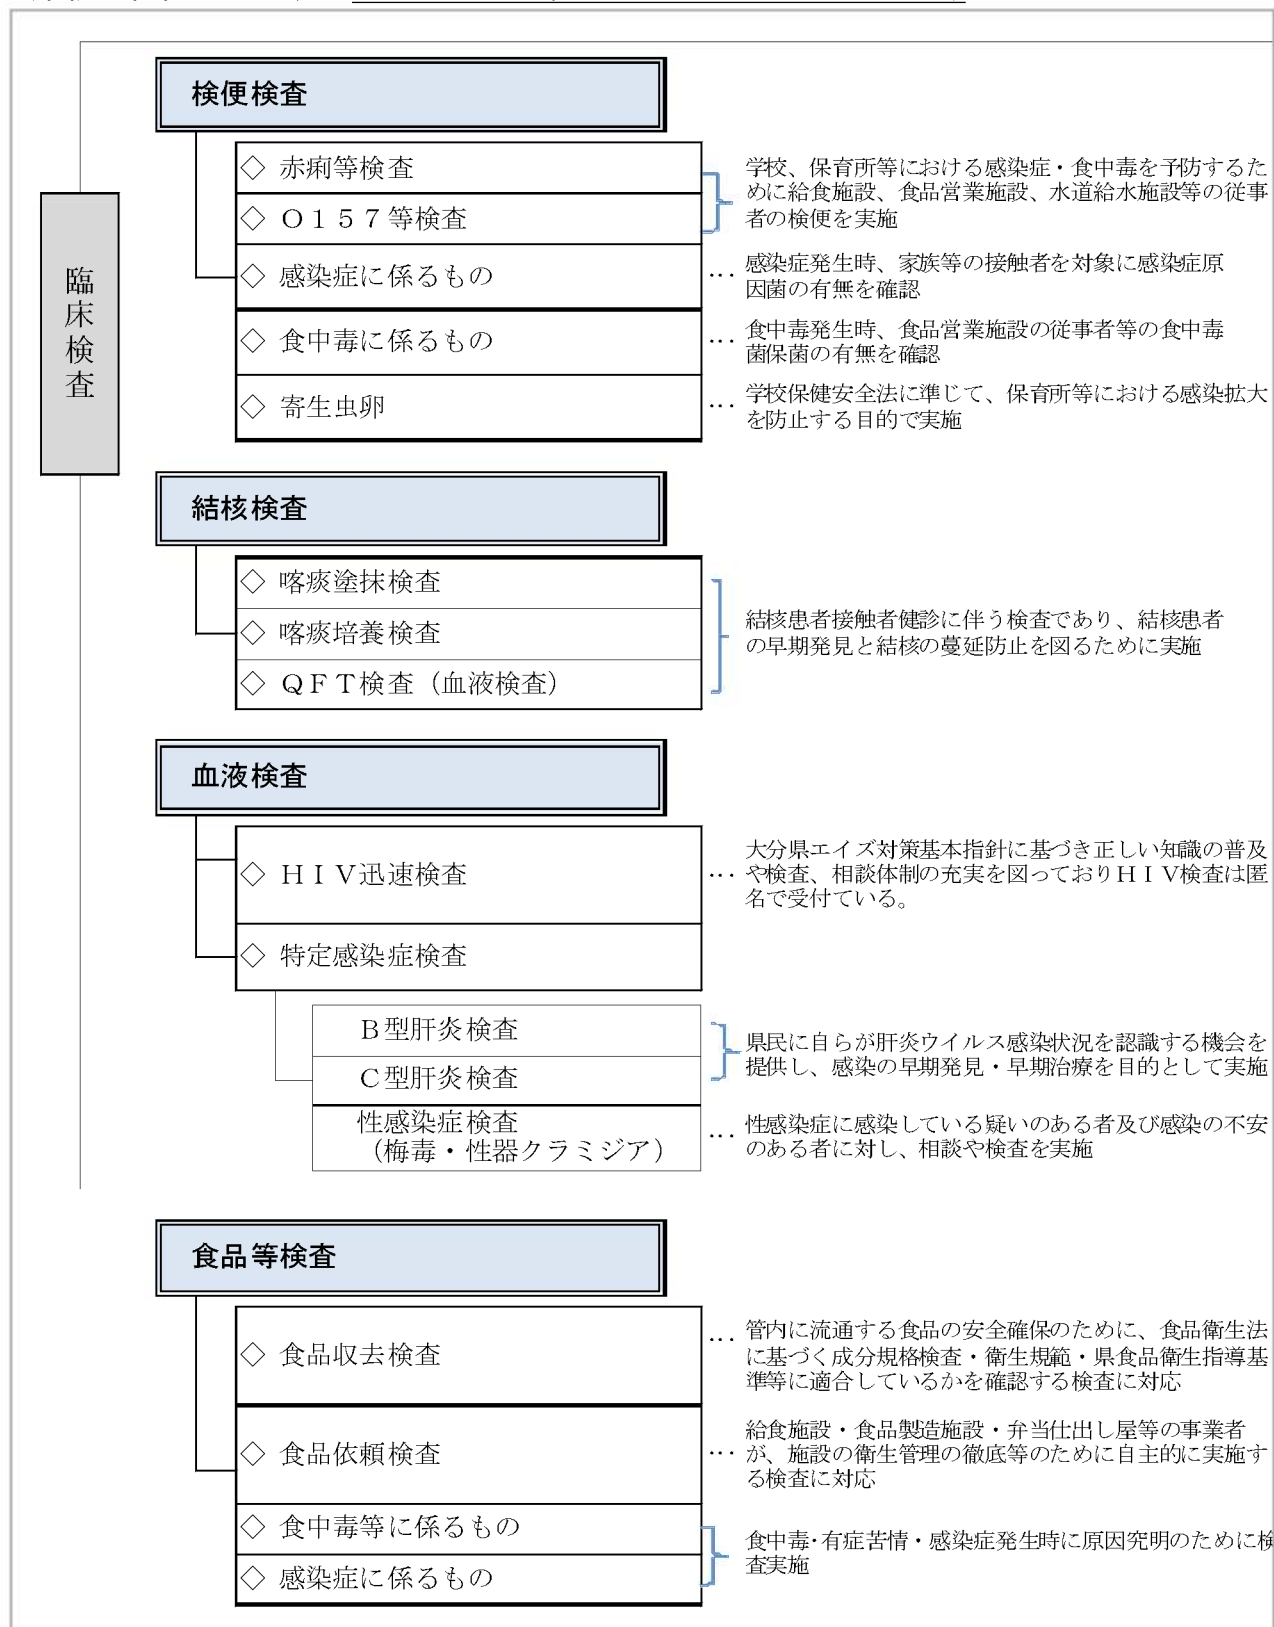 臨床検査
検便検査
◇ 赤痢等検査
◇ Ｏ１５７等検査
学校、保育所等における感染症・食中毒を予防するた
めに給食施設、食品営業施設、水道給水施設等の従事
者の検便を実施
◇ 感染症に係るもの
… 感染症発生時、家族等の接触者を対象に感染症原
因菌の有無を確認
◇ 食中毒に係るもの
… 食中毒発生時、食品営業施設の従事者等の食中毒
菌保菌の有無を確認
◇ 寄生虫卵
… 学校保健安全法に準じて、保育所等における感染拡大
を防止する目的で実施
結核検査
◇ 喀痰塗抹検査
◇ 喀痰培養検査
◇ ＱＦＴ検査（血液検査）
結核患者接触者健診に伴う検査であり、結核患者
の早期発見と結核の蔓延防止を図るために実施
血液検査
◇ ＨＩＶ迅速検査
大分県エイズ対策基本指針に基づき正しい知識の普及
… や検査、相談体制の充実を図っておりＨＩＶ検査は匿
名で受付ている。
◇ 特定感染症検査
Ｂ型肝炎検査
Ｃ型肝炎検査
県民に自らが肝炎ウイルス感染状況を認識する機会を
提供し、感染の早期発見・早期治療を目的として実施
性感染症検査
（梅毒・性器クラミジア）
… 性感染症に感染している疑いのある者及び感染の不安
のある者に対し、相談や検査を実施
食品等検査
◇ 食品収去検査
… 管内に流通する食品の安全確保のために、食品衛生法
に基づく成分規格検査・衛生規範・県食品衛生指導基
準等に適合しているかを確認する検査に対応
◇ 食品依頼検査
給食施設・食品製造施設・弁当仕出し屋等の事業者
… が、施設の衛生管理の徹底等のために自主的に実施す
る検査に対応
◇ 食中毒等に係るもの
◇ 感染症に係るもの
食中毒・有症苦情・感染症発生時に原因究明のために検
査実施